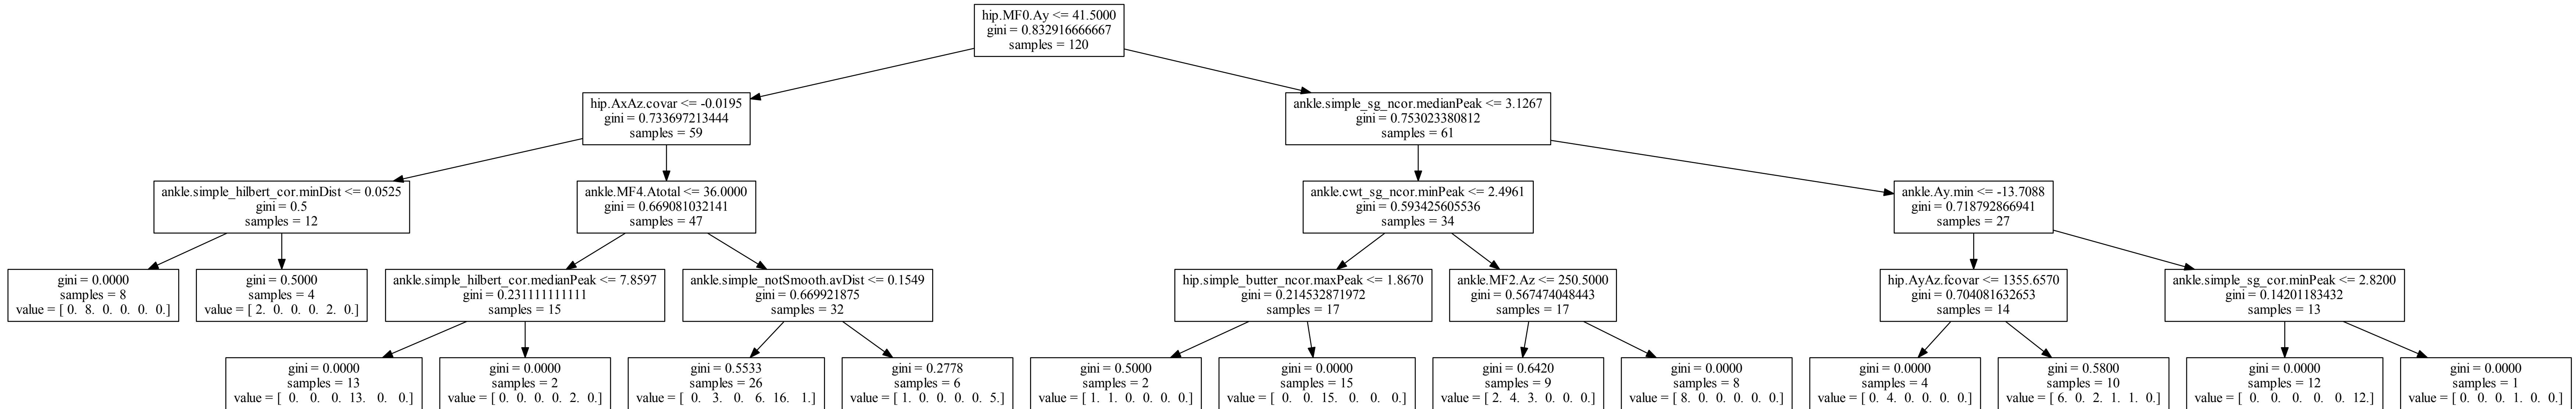 hip.MF0.Ay <= 41.5000
gini = 0.832916666667
samples = 120
hip.AxAz.covar <= -0.0195
gini = 0.733697213444
samples = 59
ankle.simple_sg_ncor.medianPeak <= 3.1267
gini = 0.753023380812
samples = 61
ankle.simple_hilbert_cor.minDist <= 0.0525
gini = 0.5
samples = 12
ankle.MF4.Atotal <= 36.0000
gini = 0.669081032141
samples = 47
ankle.cwt_sg_ncor.minPeak <= 2.4961
gini = 0.593425605536
samples = 34
ankle.Ay.min <= -13.7088
gini = 0.718792866941
samples = 27
gini = 0.0000
samples = 8
value = [ 0. 8. 0. 0. 0. 0.]
gini = 0.5000
samples = 4
value = [ 2. 0. 0. 0. 2. 0.]
ankle.simple_hilbert_cor.medianPeak <= 7.8597
gini = 0.231111111111
samples = 15
ankle.simple_notSmooth.avDist <= 0.1549
gini = 0.669921875
samples = 32
hip.simple_butter_ncor.maxPeak <= 1.8670
gini = 0.214532871972
samples = 17
ankle.MF2.Az <= 250.5000
gini = 0.567474048443
samples = 17
hip.AyAz.fcovar <= 1355.6570
gini = 0.704081632653
samples = 14
ankle.simple_sg_cor.minPeak <= 2.8200
gini = 0.14201183432
samples = 13
gini = 0.0000
samples = 13
value = [ 0. 0. 0. 13. 0. 0.]
gini = 0.0000
samples = 2
value = [ 0. 0. 0. 0. 2. 0.]
gini = 0.5533
samples = 26
value = [ 0. 3. 0. 6. 16. 1.]
gini = 0.2778
samples = 6
value = [ 1. 0. 0. 0. 0. 5.]
gini = 0.5000
samples = 2
value = [ 1. 1. 0. 0. 0. 0.]
gini = 0.0000
samples = 15
value = [ 0. 0. 15. 0. 0. 0.]
gini = 0.6420
samples = 9
value = [ 2. 4. 3. 0. 0. 0.]
gini = 0.0000
samples = 8
value = [ 8. 0. 0. 0. 0. 0.]
gini = 0.0000
samples = 4
value = [ 0. 4. 0. 0. 0. 0.]
gini = 0.5800
samples = 10
value = [ 6. 0. 2. 1. 1. 0.]
gini = 0.0000
samples = 12
value = [ 0. 0. 0. 0. 0. 12.]
gini = 0.0000
samples = 1
value = [ 0. 0. 0. 1. 0. 0.]